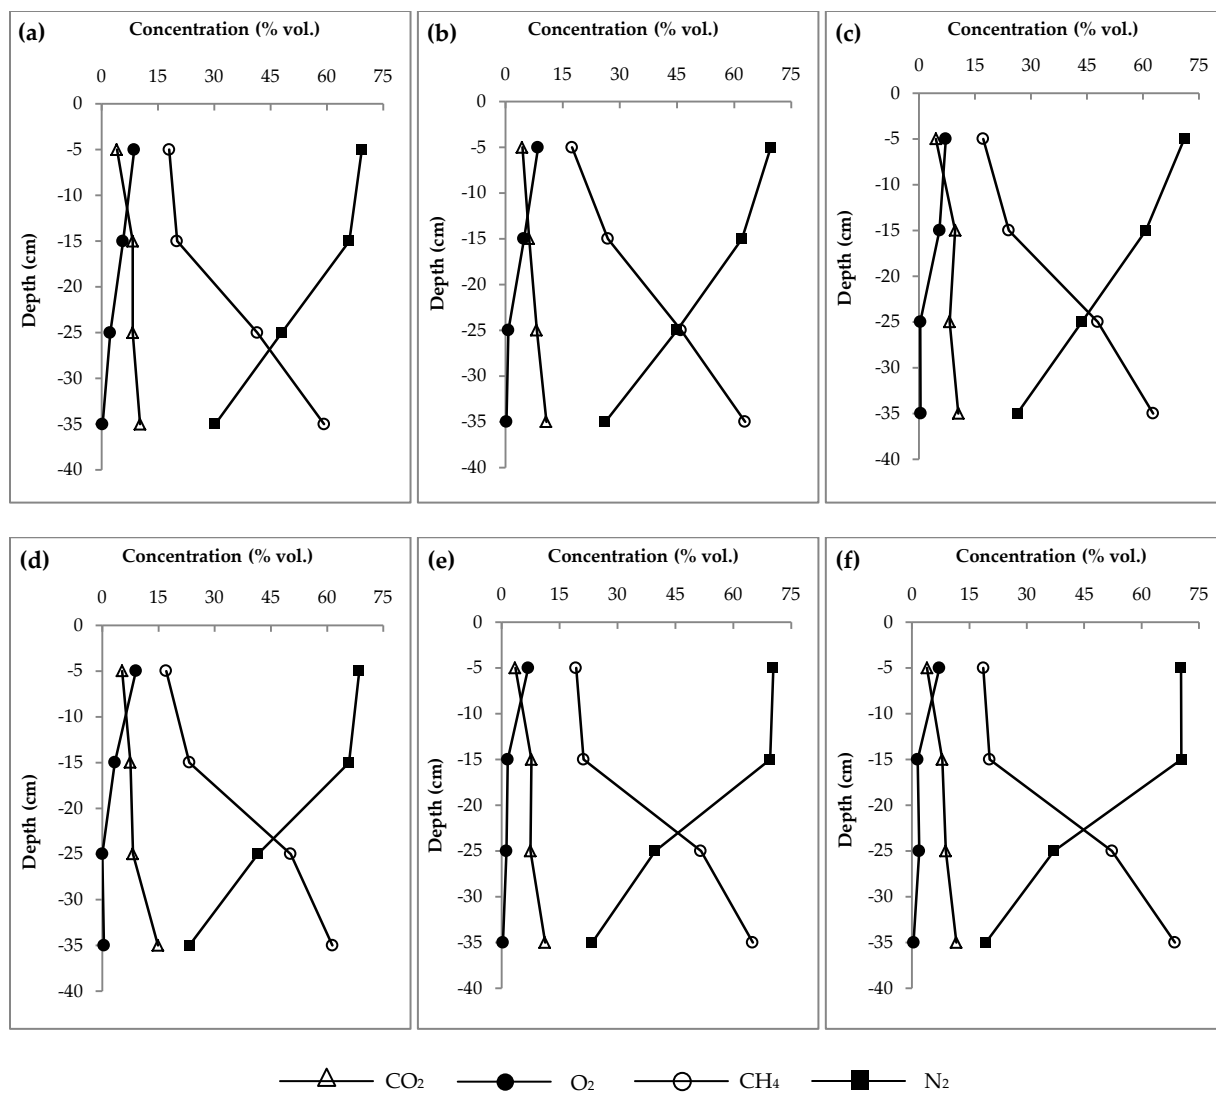 (a) Concentration (% vol.)
0 15 30 45 60 75
0
-5
-10
-15
-20
-25
-30
-35
-40
Depth (cm)
(b) Concentration (% vol.)
0 15 30 45 60 75
0
-5
-10
-15
-20
-25
-30
-35
-40
Depth (cm)
(c) Concentration (% vol.)
0 15 30 45 60 75
0
-5
-10
-15
-20
-25
-30
-35
-40
Depth (cm)
(d) Concentration (% vol.)
0 15 30 45 60 75
0
-5
-10
-15
-20
-25
-30
-35
-40
Depth (cm)
(e) Concentration (% vol.)
0 15 30 45 60 75
0
-5
-10
-15
-20
-25
-30
-35
-40
Depth (cm)
(f) Concentration (% vol.)
0 15 30 45 60 75
0
-5
-10
-15
-20
-25
-30
-35
-40
Depth (cm)
CO₂ O₂ CH₄ N₂